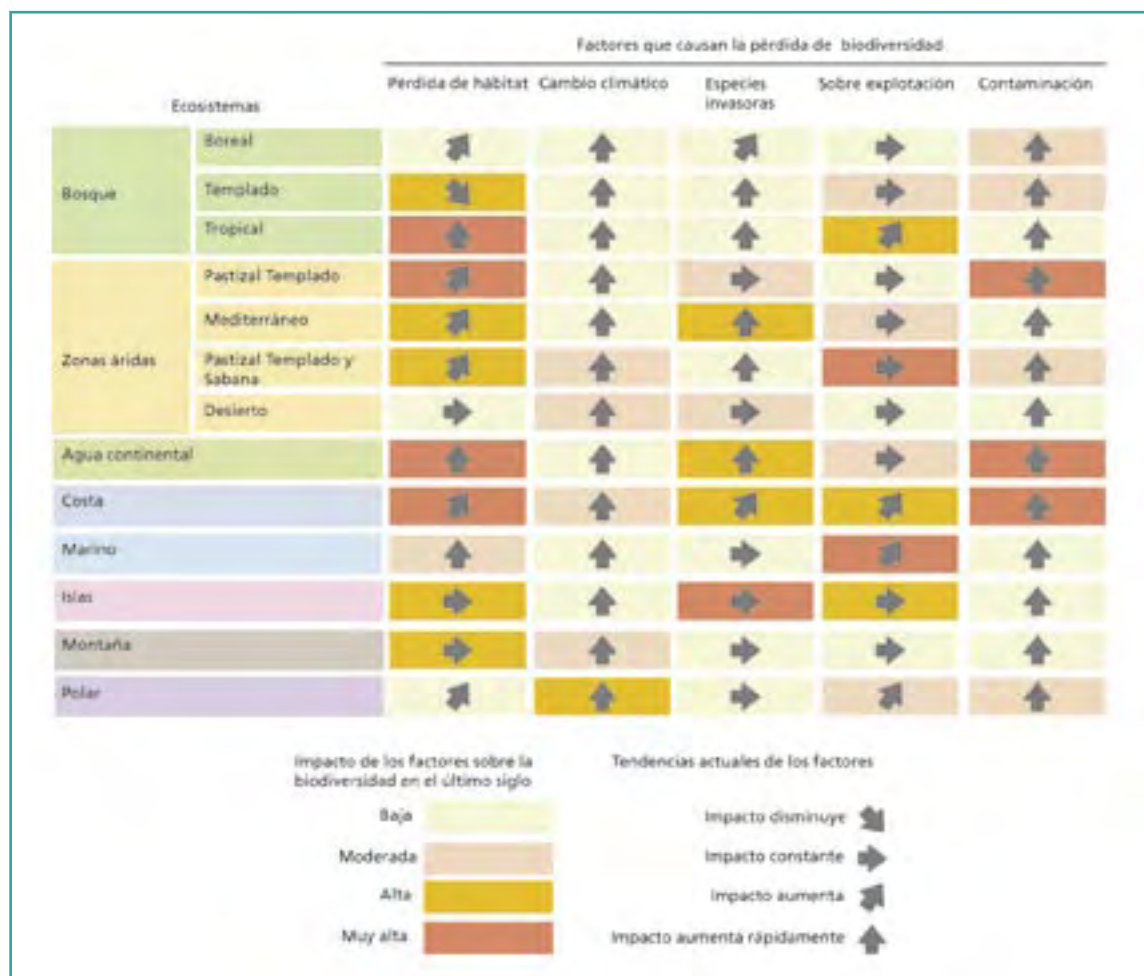 Factores que causan la pérdida de biodiversidad
Ecosistemas
Pérdida de hábitat
Cambio climático
Especies
invasoras
Sobre explotación
Contaminación
Bosque
Boreal
Templado
Tropical
Zonas áridas
Pastizal Templado
Mediterráneo
Pastizal Templado y
Sabana
Desierto
Agua continental
Costa
Marino
Islas
Montaña
Polar
Impacto de los factores sobre la
biodiversidad en el último siglo
Baja
Moderada
Alta
Muy alta
Tendencias actuales de los factores
Impacto disminuye
Impacto constante
Impacto aumenta
Impacto aumenta rápidamente